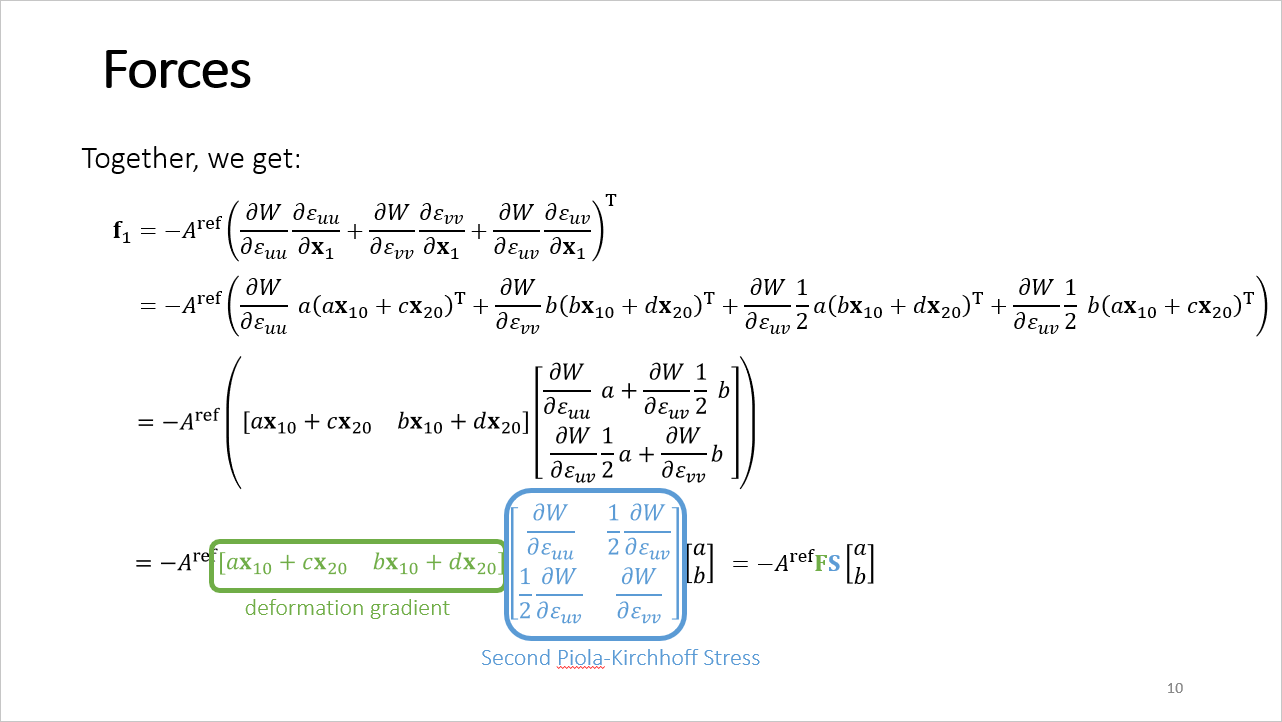 Forces
Together, we get:
$\mathbf{f}_1 = -A^{\text{ref}} \left( \frac{\partial W}{\partial \varepsilon_{uu}} \frac{\partial \varepsilon_{uu}}{\partial \mathbf{x}_1} + \frac{\partial W}{\partial \varepsilon_{vv}} \frac{\partial \varepsilon_{vv}}{\partial \mathbf{x}_1} + \frac{\partial W}{\partial \varepsilon_{uv}} \frac{\partial \varepsilon_{uv}}{\partial \mathbf{x}_1} \right)^{\text{T}}$
$= -A^{\text{ref}} \left( \frac{\partial W}{\partial \varepsilon_{uu}} a(a\mathbf{x}_{10} + c\mathbf{x}_{20})^{\text{T}} + \frac{\partial W}{\partial \varepsilon_{vv}} b(b\mathbf{x}_{10} + d\mathbf{x}_{20})^{\text{T}} + \frac{\partial W}{\partial \varepsilon_{uv}} \frac{1}{2} a(b\mathbf{x}_{10} + d\mathbf{x}_{20})^{\text{T}} + \frac{\partial W}{\partial \varepsilon_{uv}} \frac{1}{2} b(a\mathbf{x}_{10} + c\mathbf{x}_{20})^{\text{T}} \right)$
$= -A^{\text{ref}} \left( [a\mathbf{x}_{10} + c\mathbf{x}_{20} \quad b\mathbf{x}_{10} + d\mathbf{x}_{20}] \begin{bmatrix} \frac{\partial W}{\partial \varepsilon_{uu}} a + \frac{\partial W}{\partial \varepsilon_{uv}} \frac{1}{2} b \\ \frac{\partial W}{\partial \varepsilon_{uv}} \frac{1}{2} a + \frac{\partial W}{\partial \varepsilon_{vv}} b \end{bmatrix} \right)$
$= -A^{\text{ref}} [a\mathbf{x}_{10} + c\mathbf{x}_{20} \quad b\mathbf{x}_{10} + d\mathbf{x}_{20}] \begin{bmatrix} \frac{\partial W}{\partial \varepsilon_{uu}} & \frac{1}{2} \frac{\partial W}{\partial \varepsilon_{uv}} \\ \frac{1}{2} \frac{\partial W}{\partial \varepsilon_{uv}} & \frac{\partial W}{\partial \varepsilon_{vv}} \end{bmatrix} \begin{bmatrix} a \\ b \end{bmatrix} = -A^{\text{ref}} \mathbf{F} \mathbf{S} \begin{bmatrix} a \\ b \end{bmatrix}$
deformation gradient
Second Piola-Kirchhoff Stress
10